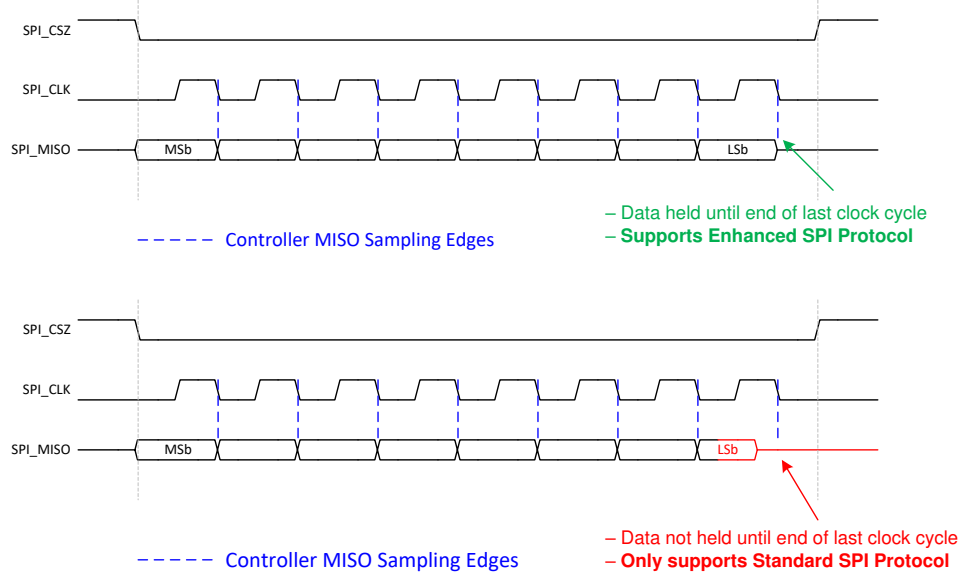 SPI_CSZ
SPI_CLK
SPI_MISO
MSb
LSb
– Data held until end of last clock cycle
– Supports Enhanced SPI Protocol
Controller MISO Sampling Edges
SPI_CSZ
SPI_CLK
SPI_MISO
MSb
LSb
– Data not held until end of last clock cycle
– Only supports Standard SPI Protocol
Controller MISO Sampling Edges